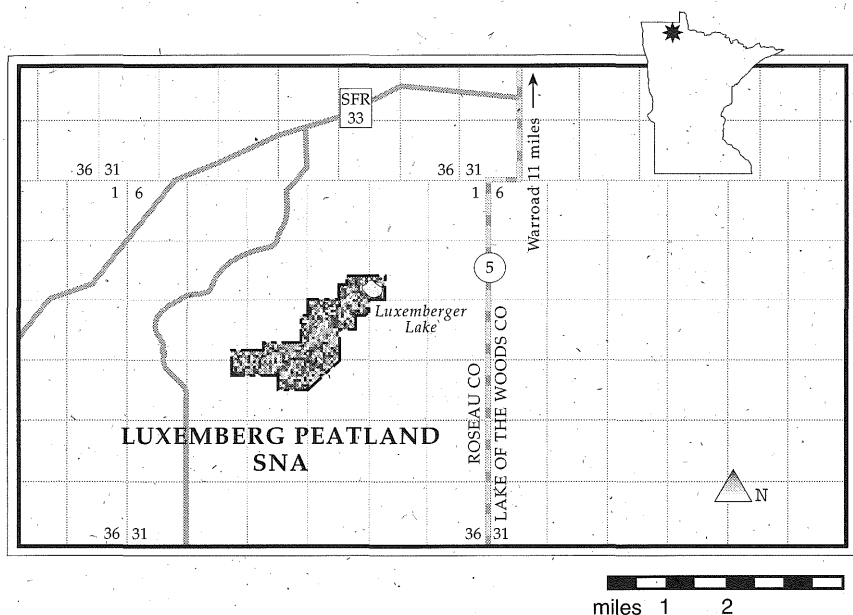 SFR
33
Warroad 11 miles
36 31
1 6
36 31
1 6
5
Luxemberger
Lake
ROSEAU CO
LAKE OF THE WOODS CO
LUXEMBERG PEATLAND
SNA
N
36 31
36 31
miles 1 2